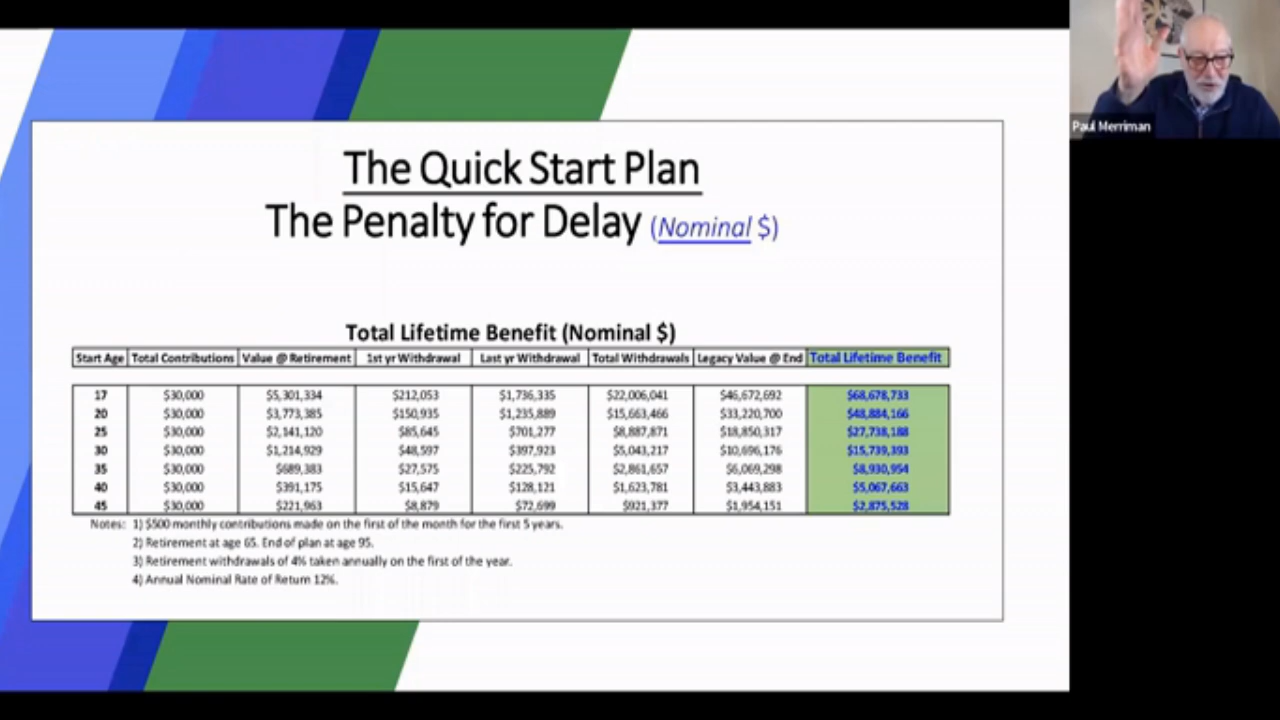 Paul Merriman
The Quick Start Plan
The Penalty for Delay (Nominal $)
Total Lifetime Benefit (Nominal $)
Start Age Total Contributions Value @ Retirement 1st yr Withdrawal Last yr Withdrawal Total Withdrawals Legacy Value @ End Total Lifetime Benefit
17 $30,000 $5,301,334 $212,053 $1,736,335 $22,006,041 $46,672,692 $68,678,733
20 $30,000 $3,773,385 $150,935 $1,235,889 $15,663,466 $33,220,700 $48,884,166
25 $30,000 $2,141,120 $85,645 $701,277 $8,887,871 $18,850,317 $27,738,188
30 $30,000 $1,214,929 $48,597 $397,923 $5,043,217 $10,696,176 $15,739,393
35 $30,000 $689,383 $27,575 $225,792 $2,861,657 $6,069,298 $8,930,954
40 $30,000 $391,175 $15,647 $128,121 $1,623,781 $3,443,883 $5,067,663
45 $30,000 $221,963 $8,879 $72,699 $921,377 $1,954,151 $2,875,528
Notes: 1) $500 monthly contributions made on the first of the month for the first 5 years.
2) Retirement at age 65. End of plan at age 95.
3) Retirement withdrawals of 4% taken annually on the first of the year.
4) Annual Nominal Rate of Return 12%.